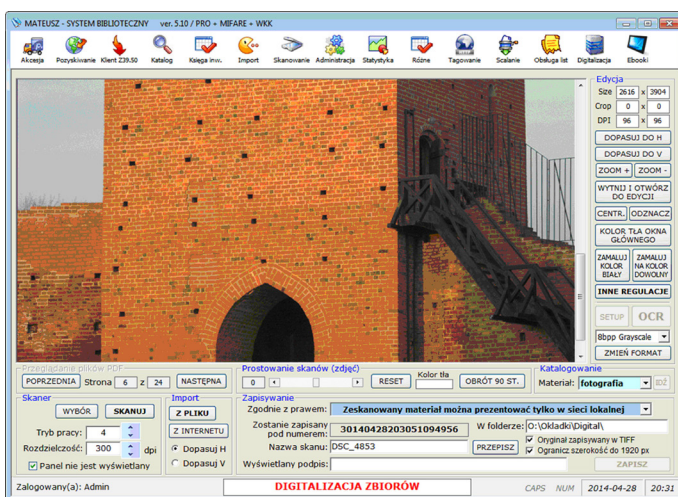 MATEUSZ - SYSTEM BIBLIOTECZNY ver. 5.10 / PRO + MIFARE + WKK
Akcesja Pozyskiwanie Klient Z39.50 Katalog Księga inw. Import Skanowanie Administracja Statystyka Różne Tagowanie Scalanie Obsługa list Digitalizacja Ebooki
Edycja
Size 2616 x 3904
Crop 0 x 0
DPI 96 x 96
DOPASUJ DO H
DOPASUJ DO V
ZOOM + ZOOM -
WYTNIJ I OTWÓRZ
DO EDYCJI
CENTR. ODZNACZ
KOLOR TŁA OKNA
GŁÓWNEGO
ZAMALUJ KOLOR BIAŁY
ZAMALUJ NA KOLOR DOWOLNY
INNE REGULACJE
SETUP OCR
8bpp Grayscale
ZMIEŃ FORMAT
Przeglądanie plików PDF
POPRZEDNIA Strona 6 z 24 NASTĘPNA
Prostowanie skanów (zdjęć)
0 RESET Kolor tła OBRÓT 90 ST.
Katalogowanie
Materiał: fotografia IDŹ
Skaner
WYBÓR SKANUJ
Tryb pracy: 4
Rozdzielczość: 300 dpi
Panel nie jest wyświetlany
Import
Z PLIKU
Z INTERNETU
Dopasuj H
Dopasuj V
Zapisywanie
Zgodnie z prawem: Zeskanowany materiał można prezentować tylko w sieci lokalnej
Zostanie zapisany
pod numerem: 30140428203051094956 W folderze: O:\Okladki\Digital\
Nazwa skanu: DSC_4853 PRZEPISZ
Oryginał zapisywany w TIFF
Ogranicz szerokość do 1920 px
Wyświetlany podpis: ZAPISZ
Zalogowany(a): Admin DIGITALIZACJA ZBIORÓW CAPS NUM 2014-04-28 20:31